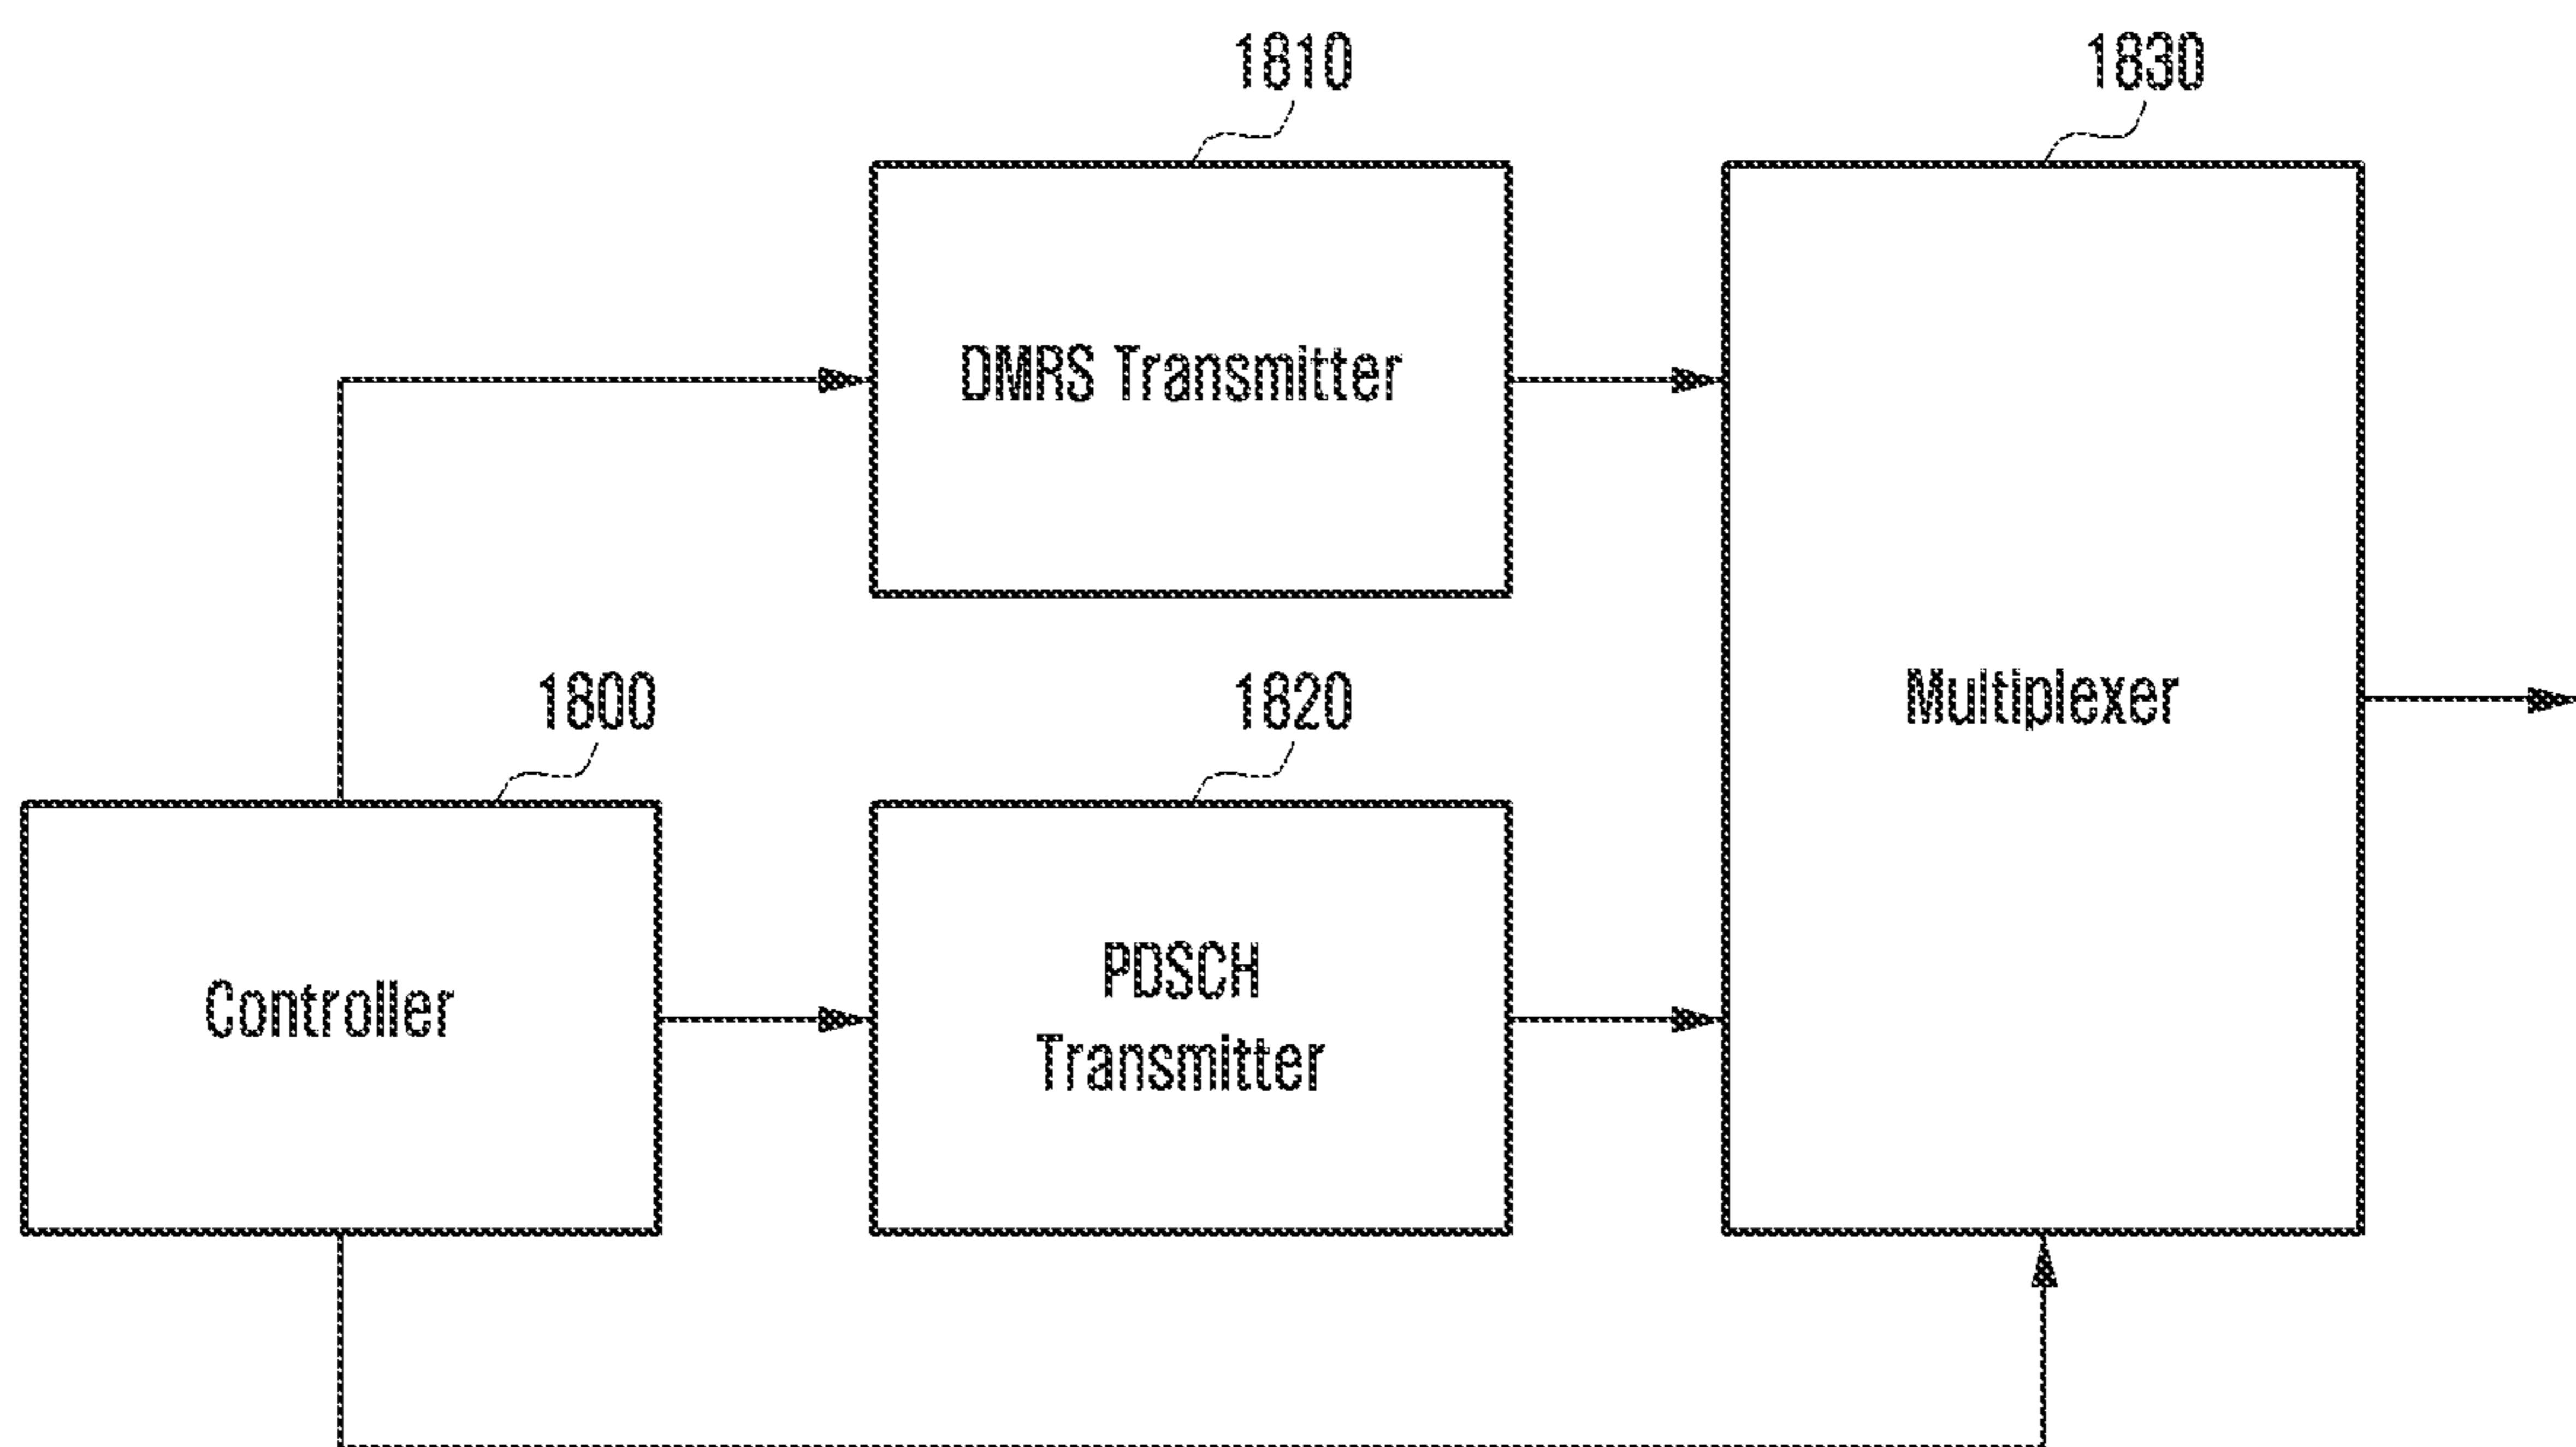 1810
1830
DMRS Transmitter
1800
1820
Multiplexer
Controller
PDSCH
Transmitter